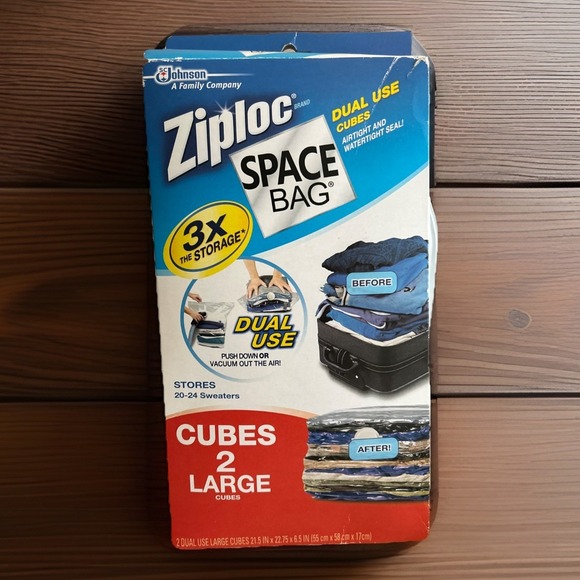 SC Johnson
A Family Company
Ziploc® BRAND
SPACE
BAG®
DUAL USE
CUBES
AIRTIGHT AND
WATERTIGHT SEAL!
3x
THE STORAGE*
BEFORE
DUAL
USE
PUSH DOWN OR
VACUUM OUT THE AIR!
STORES
20-24 Sweaters
CUBES
2
LARGE
CUBES
AFTER!
2 DUAL USE LARGE CUBES 21.5 IN x 22.75 x 6.5 IN (55 cm x 58 cm x 17cm)